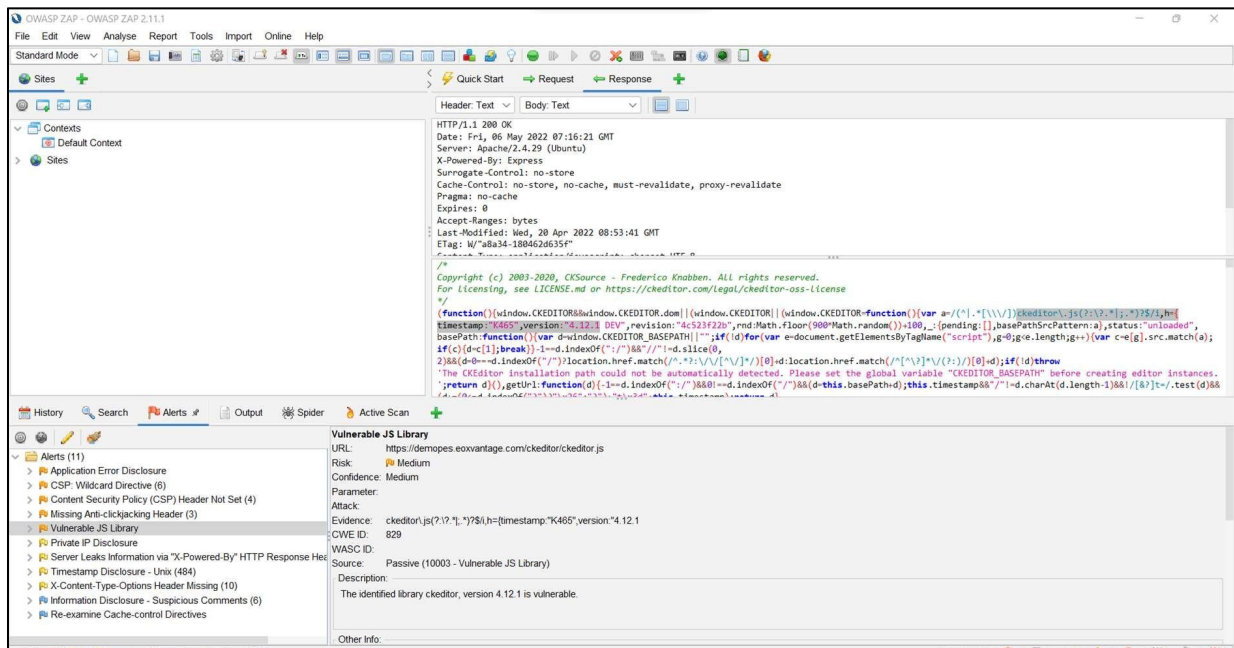 OWASP ZAP - OWASP ZAP 2.11.1
File Edit View Analyse Report Tools Import Online Help
Standard Mode
Sites
Quick Start Request Response
Header: Text Body: Text
Contexts
Default Context
Sites
HTTP/1.1 200 OK
Date: Fri, 06 May 2022 07:16:21 GMT
Server: Apache/2.4.29 (Ubuntu)
X-Powered-By: Express
Surrogate-Control: no-store
Cache-Control: no-store, no-cache, must-revalidate, proxy-revalidate
Pragma: no-cache
Expires: 0
Accept-Ranges: bytes
Last-Modified: Wed, 20 Apr 2022 08:53:41 GMT
ETag: W/"a8a34-180462d635f"
/*
Copyright (c) 2003-2020, CKSource - Frederico Knabben. All rights reserved.
For licensing, see LICENSE.md or https://ckeditor.com/legal/ckeditor-oss-license
*/
(function(){window.CKEDITOR&&window.CKEDITOR.dom||(window.CKEDITOR||(window.CKEDITOR=function(){var a=/(^|.*[\\\/])ckeditor\.js(?:\?.*|;.*)?$/i,h={
timestamp:"K465",version:"4.12.1 DEV",revision:"4c523f22b",rnd:Math.floor(900*Math.random())+100,_:{pending:[],basePathSrcPattern:a},status:"unloaded",
basePath:function(){var d=window.CKEDITOR_BASEPATH||"";if(!d)for(var e=document.getElementsByTagName("script"),g=0;g<e.length;g++){var c=e[g].src.match(a);
if(c){d=c[1];break}}-1==d.indexOf(":/")&&"//"!=d.slice(0,
2)&&(d=0===d.indexOf("/")?location.href.match(/^.*?:\/\/[^\/]*/)[0]+d:location.href.match(/^[^\?]*\/(?:)/)[0]+d);if(!d)throw
'The CKEditor installation path could not be automatically detected. Please set the global variable "CKEDITOR_BASEPATH" before creating editor instances.
';return d}(),getUrl:function(d){-1==d.indexOf(":/")&&0!==d.indexOf("/")&&(d=this.basePath+d);this.timestamp&&"/"!=d.charAt(d.length-1)&&!/[&?]t=/.test(d)&&
History Search Alerts Output Spider Active Scan
Alerts (11)
Application Error Disclosure
CSP: Wildcard Directive (6)
Content Security Policy (CSP) Header Not Set (4)
Missing Anti-clickjacking Header (3)
Vulnerable JS Library
Private IP Disclosure
Server Leaks Information via "X-Powered-By" HTTP Response Hea
Timestamp Disclosure - Unix (484)
X-Content-Type-Options Header Missing (10)
Information Disclosure - Suspicious Comments (6)
Re-examine Cache-control Directives
Vulnerable JS Library
URL: https://demopes.eoxvantage.com/ckeditor/ckeditor.js
Risk: Medium
Confidence: Medium
Parameter:
Attack:
Evidence: ckeditor\.js(?:\?.*|;.*)?$/i,h={timestamp:"K465",version:"4.12.1
CWE ID: 829
WASC ID:
Source: Passive (10003 - Vulnerable JS Library)
Description:
The identified library ckeditor, version 4.12.1 is vulnerable.
Other Info: